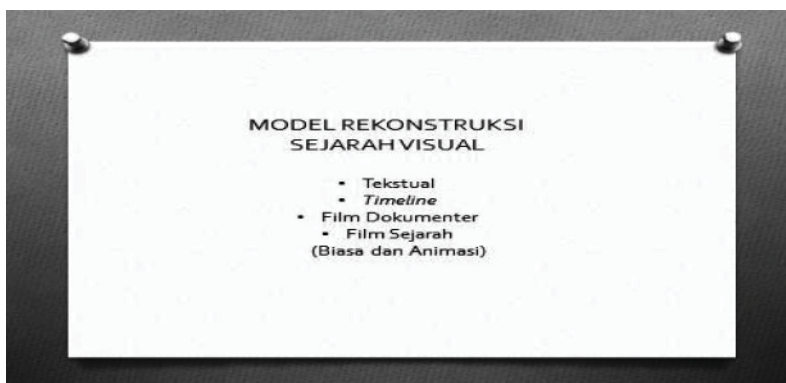 MODEL REKONSTRUKSI
SEJARAH VISUAL
• Tekstual
• Timeline
• Film Dokumenter
• Film Sejarah
(Biasa dan Animasi)